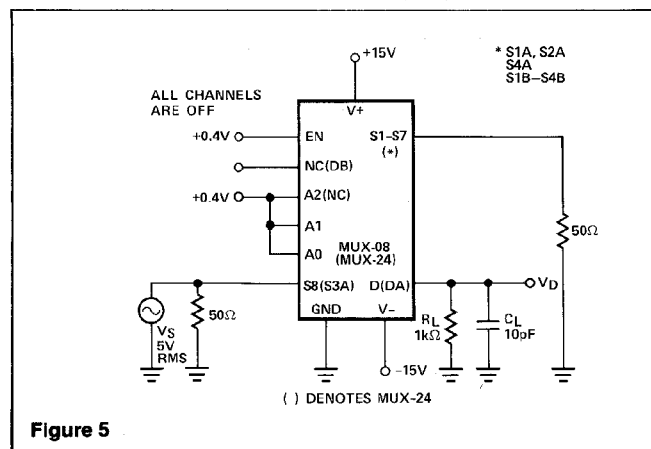 +15V
* S1A, S2A
S4A
S1B–S4B
ALL CHANNELS
ARE OFF
V+
+0.4V
EN
S1–S7
(*)
NC(DB)
+0.4V
A2(NC)
A1
A0
MUX-08
(MUX-24)
50Ω
S8(S3A)
D(DA)
VD
GND
V–
VS
5V
RMS
50Ω
RL
1kΩ
CL
10pF
–15V
( ) DENOTES MUX-24
Figure 5